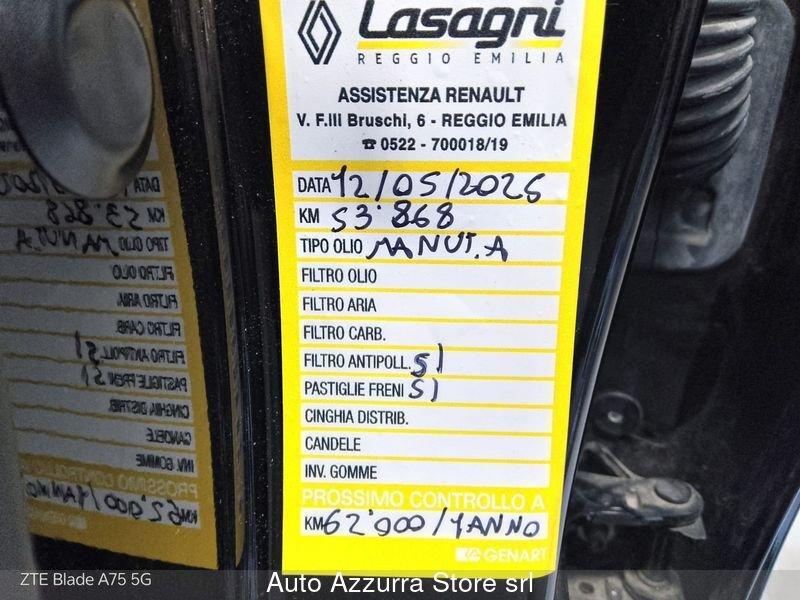 Lasagni
REGGIO EMILIA
ASSISTENZA RENAULT
V. F.lli Bruschi, 6 - REGGIO EMILIA
☎ 0522 - 700018/19
DATA 12/05/2025
KM 53'868
TIPO OLIO MANUT. A
FILTRO OLIO
FILTRO ARIA
FILTRO CARB.
FILTRO ANTIPOLL. SI
PASTIGLIE FRENI SI
CINGHIA DISTRIB.
CANDELE
INV. GOMME
PROSSIMO CONTROLLO A
KM 62'900/1ANNO
GENART
ZTE Blade A75 5G
Auto Azzurra Store srl